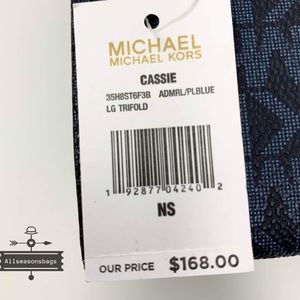 MICHAEL
MICHAEL KORS
CASSIE
35H8ST6F3B ADMRL/PLBLUE
LG TRIFOLD
1 92877 04240 2
NS
OUR PRICE $168.00
Allseasonsbags